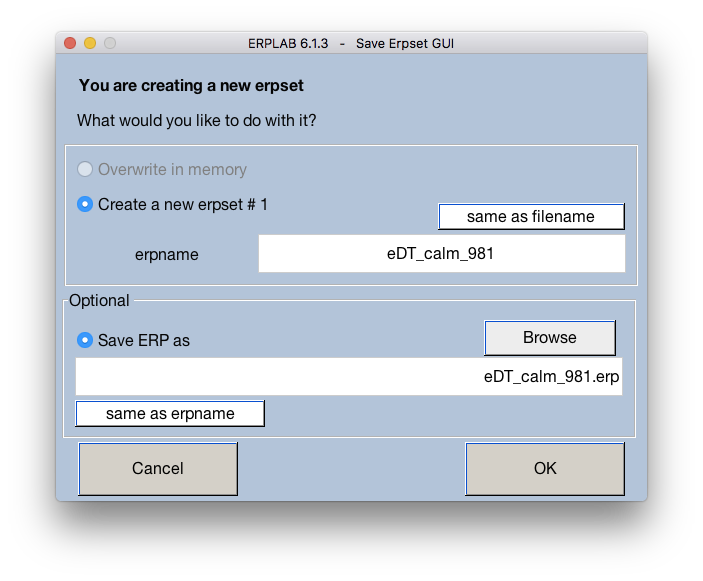 ERPLAB 6.1.3 - Save Erpset GUI
You are creating a new erpset
What would you like to do with it?
Overwrite in memory
Create a new erpset # 1
same as filename
erpname
eDT_calm_981
Optional
Save ERP as
Browse
eDT_calm_981.erp
same as erpname
Cancel
OK